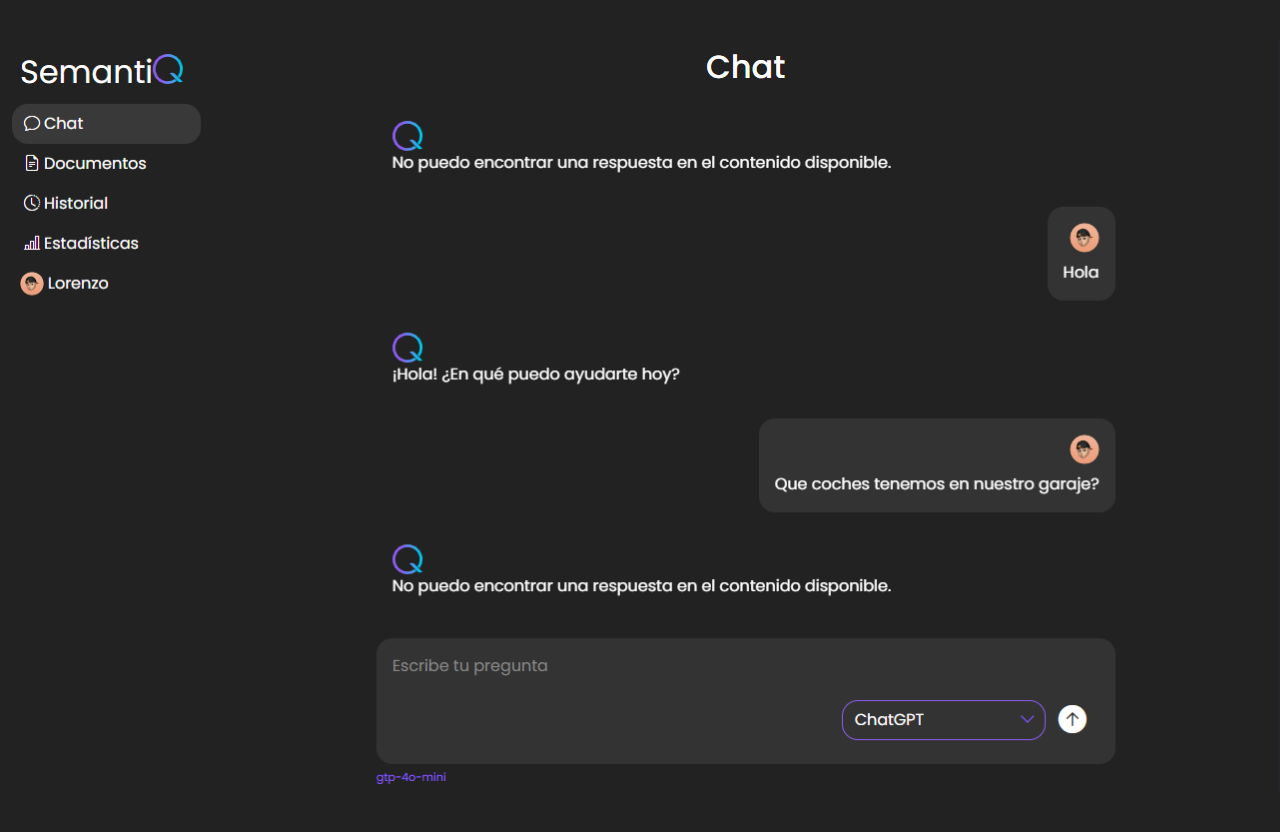 SemantiQ
Chat
Documentos
Historial
Estadísticas
Lorenzo
Chat
No puedo encontrar una respuesta en el contenido disponible.
Hola
¡Hola! ¿En qué puedo ayudarte hoy?
Que coches tenemos en nuestro garaje?
No puedo encontrar una respuesta en el contenido disponible.
Escribe tu pregunta
ChatGPT
gtp-4o-mini